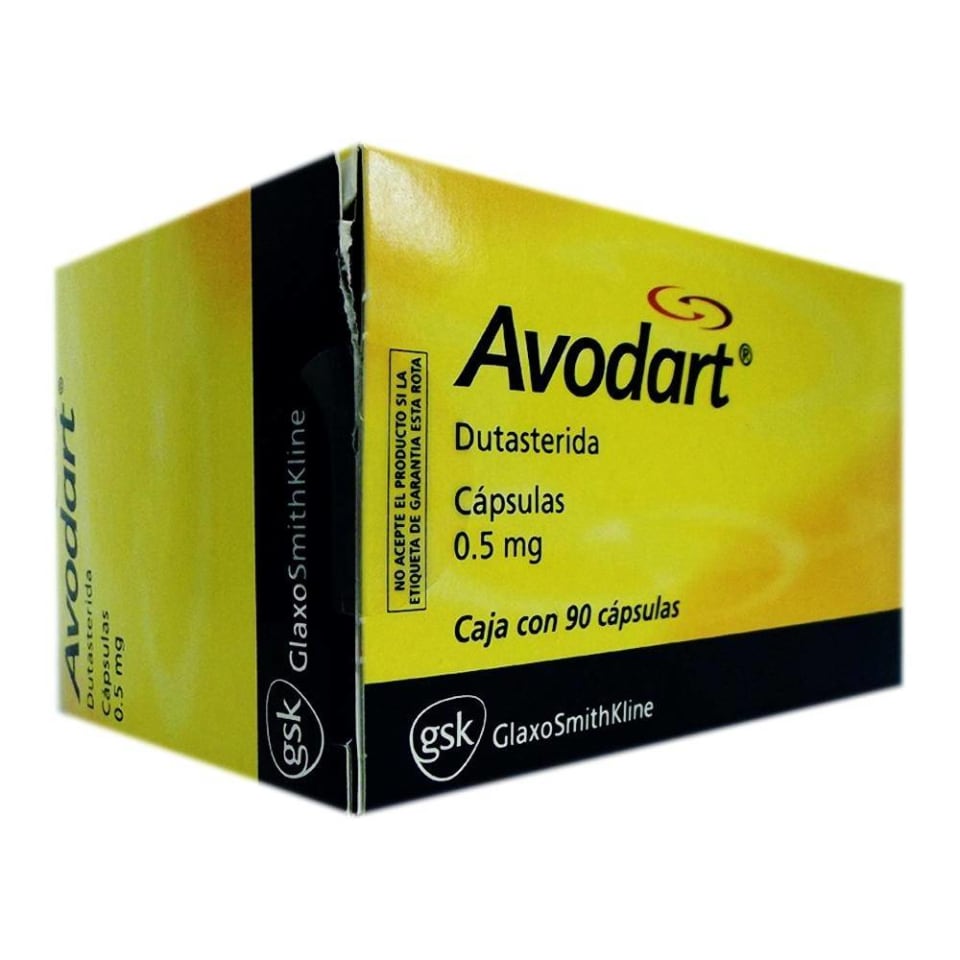 Avodart®
Dutasterida
Cápsulas
0.5 mg
gsk GlaxoSmithKline
NO ACEPTE EL PRODUCTO SI LA
ETIQUETA DE GARANTIA ESTA ROTA
Avodart®
Dutasterida
Cápsulas
0.5 mg
Caja con 90 cápsulas
gsk GlaxoSmithKline